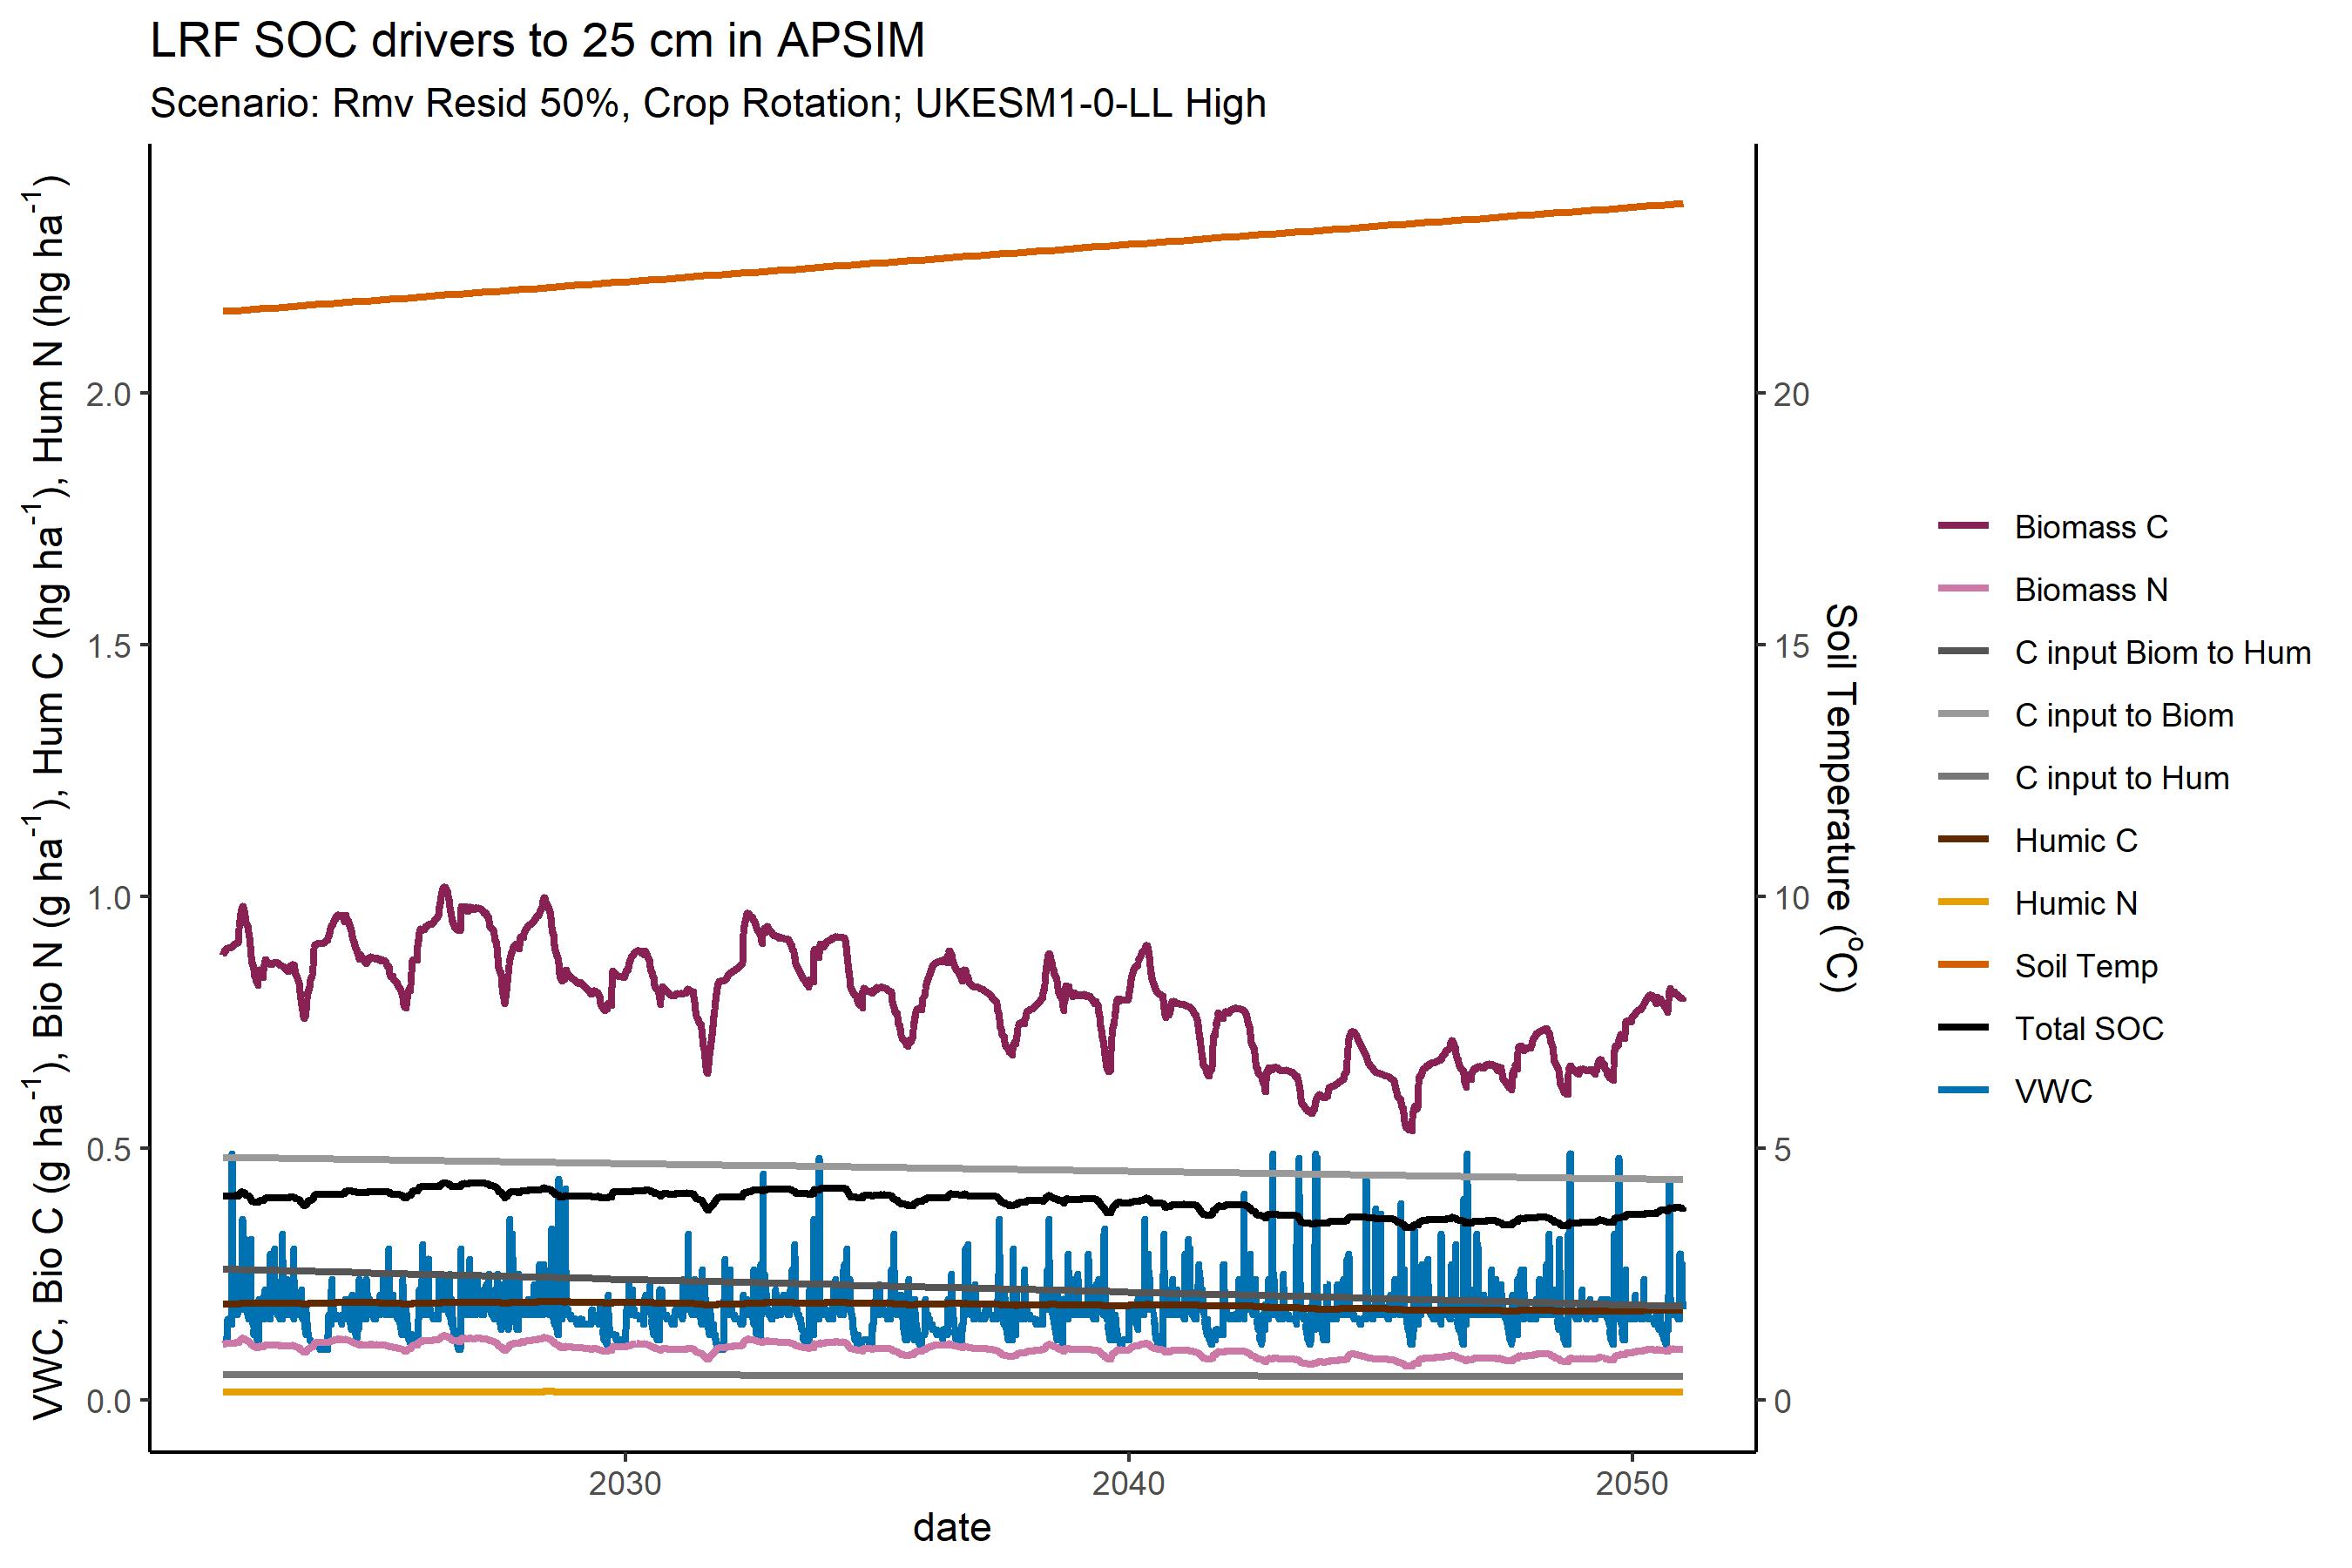 LRF SOC drivers to 25 cm in APSIM
Scenario: Rmv Resid 50%, Crop Rotation; UKESM1-0-LL High
VWC, Bio C (g ha⁻¹), Bio N (g ha⁻¹), Hum C (hg ha⁻¹), Hum N (hg ha⁻¹)
2.0
1.5
1.0
0.5
0.0
20
15
10
5
0
Soil Temperature (°C)
2030
2040
2050
date
Biomass C
Biomass N
C input Biom to Hum
C input to Biom
C input to Hum
Humic C
Humic N
Soil Temp
Total SOC
VWC